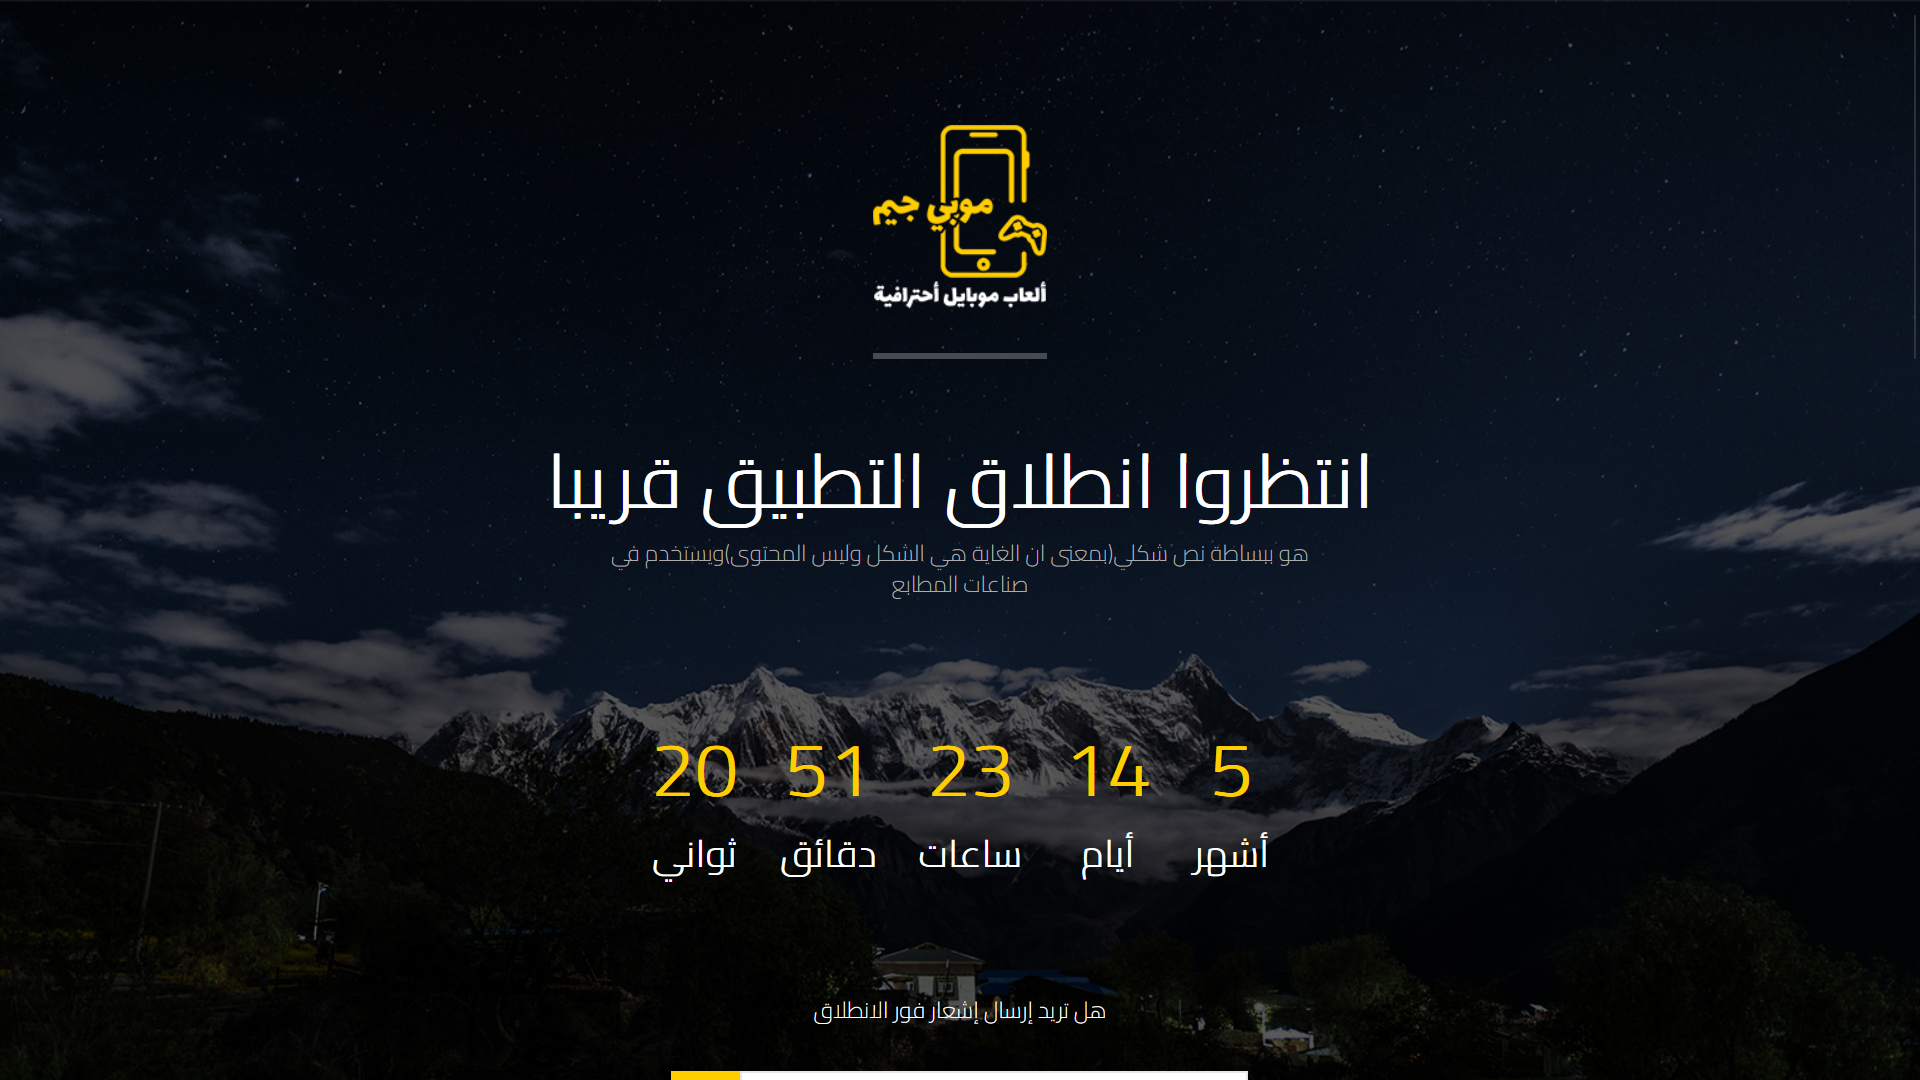 موبي جيم
ألعاب موبايل أحترافية
انتظروا انطلاق التطبيق قريبا
هو ببساطة نص شكلي(بمعنى ان الغاية هي الشكل وليس المحتوى)ويستخدم في
صناعات المطابع
5 14 23 51 20
أشهر أيام ساعات دقائق ثواني
هل تريد إرسال إشعار فور الانطلاق